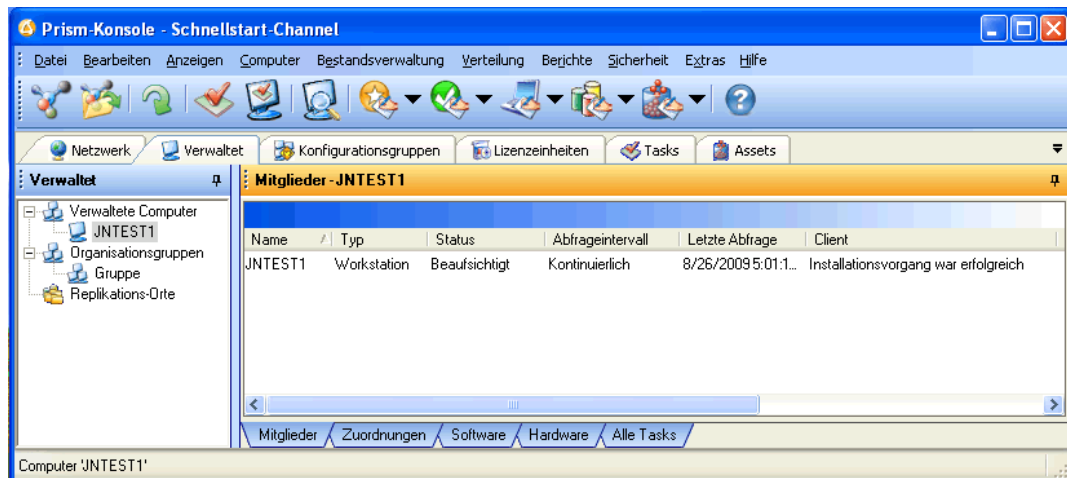 Prism-Konsole - Schnellstart-Channel
Datei Bearbeiten Anzeigen Computer Bestandsverwaltung Verteilung Berichte Sicherheit Extras Hilfe
Netzwerk Verwaltet Konfigurationsgruppen Lizenzeinheiten Tasks Assets
Verwaltet
Mitglieder - JNTEST1
Verwaltete Computer
JNTEST1
Organisationsgruppen
Gruppe
Replikations-Orte
Name Typ Status Abfrageintervall Letzte Abfrage Client
JNTEST1 Workstation Beaufsichtigt Kontinuierlich 8/26/2009 5:01:1... Installationsvorgang war erfolgreich
Mitglieder Zuordnungen Software Hardware Alle Tasks
Computer 'JNTEST1'